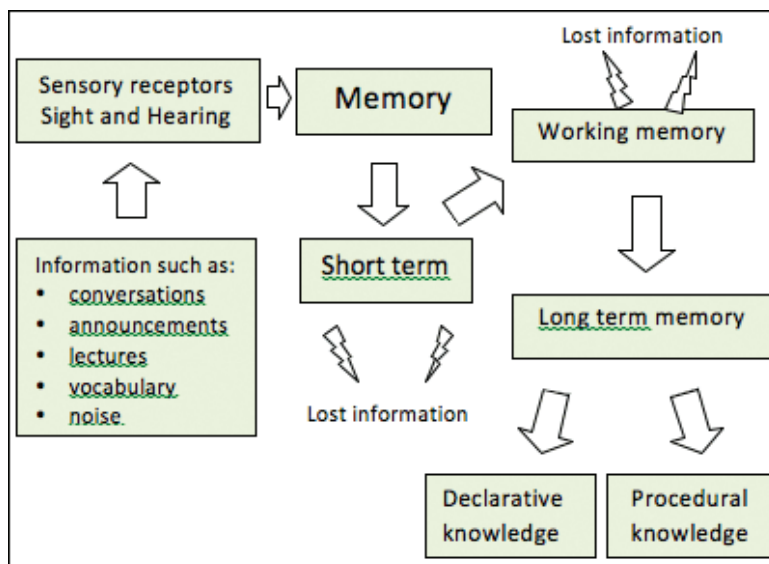 Sensory receptors
Sight and Hearing
Memory
Lost information
Working memory
Information such as:
• conversations
• announcements
• lectures
• vocabulary
• noise
Short term
Long term memory
Lost information
Declarative
knowledge
Procedural
knowledge